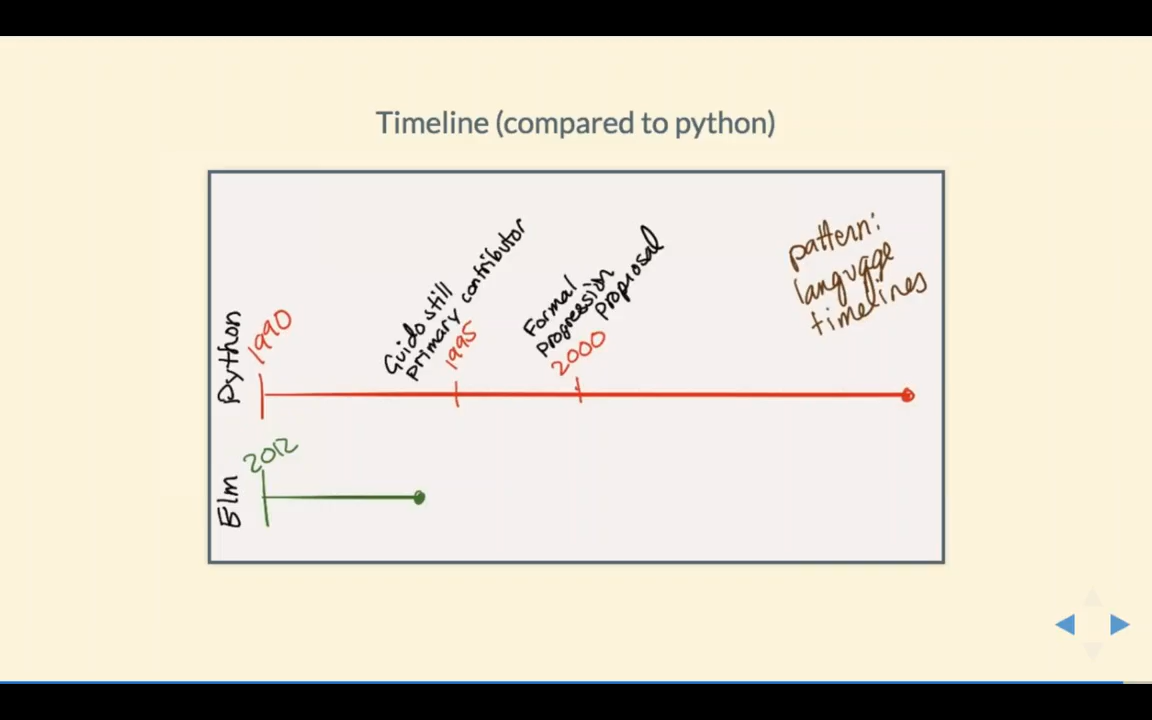 Timeline (compared to python)
Guido still
primary contributor
Formal
progression
proposal
pattern:
language
timelines
Python
1990
1995
2000
Elm
2012